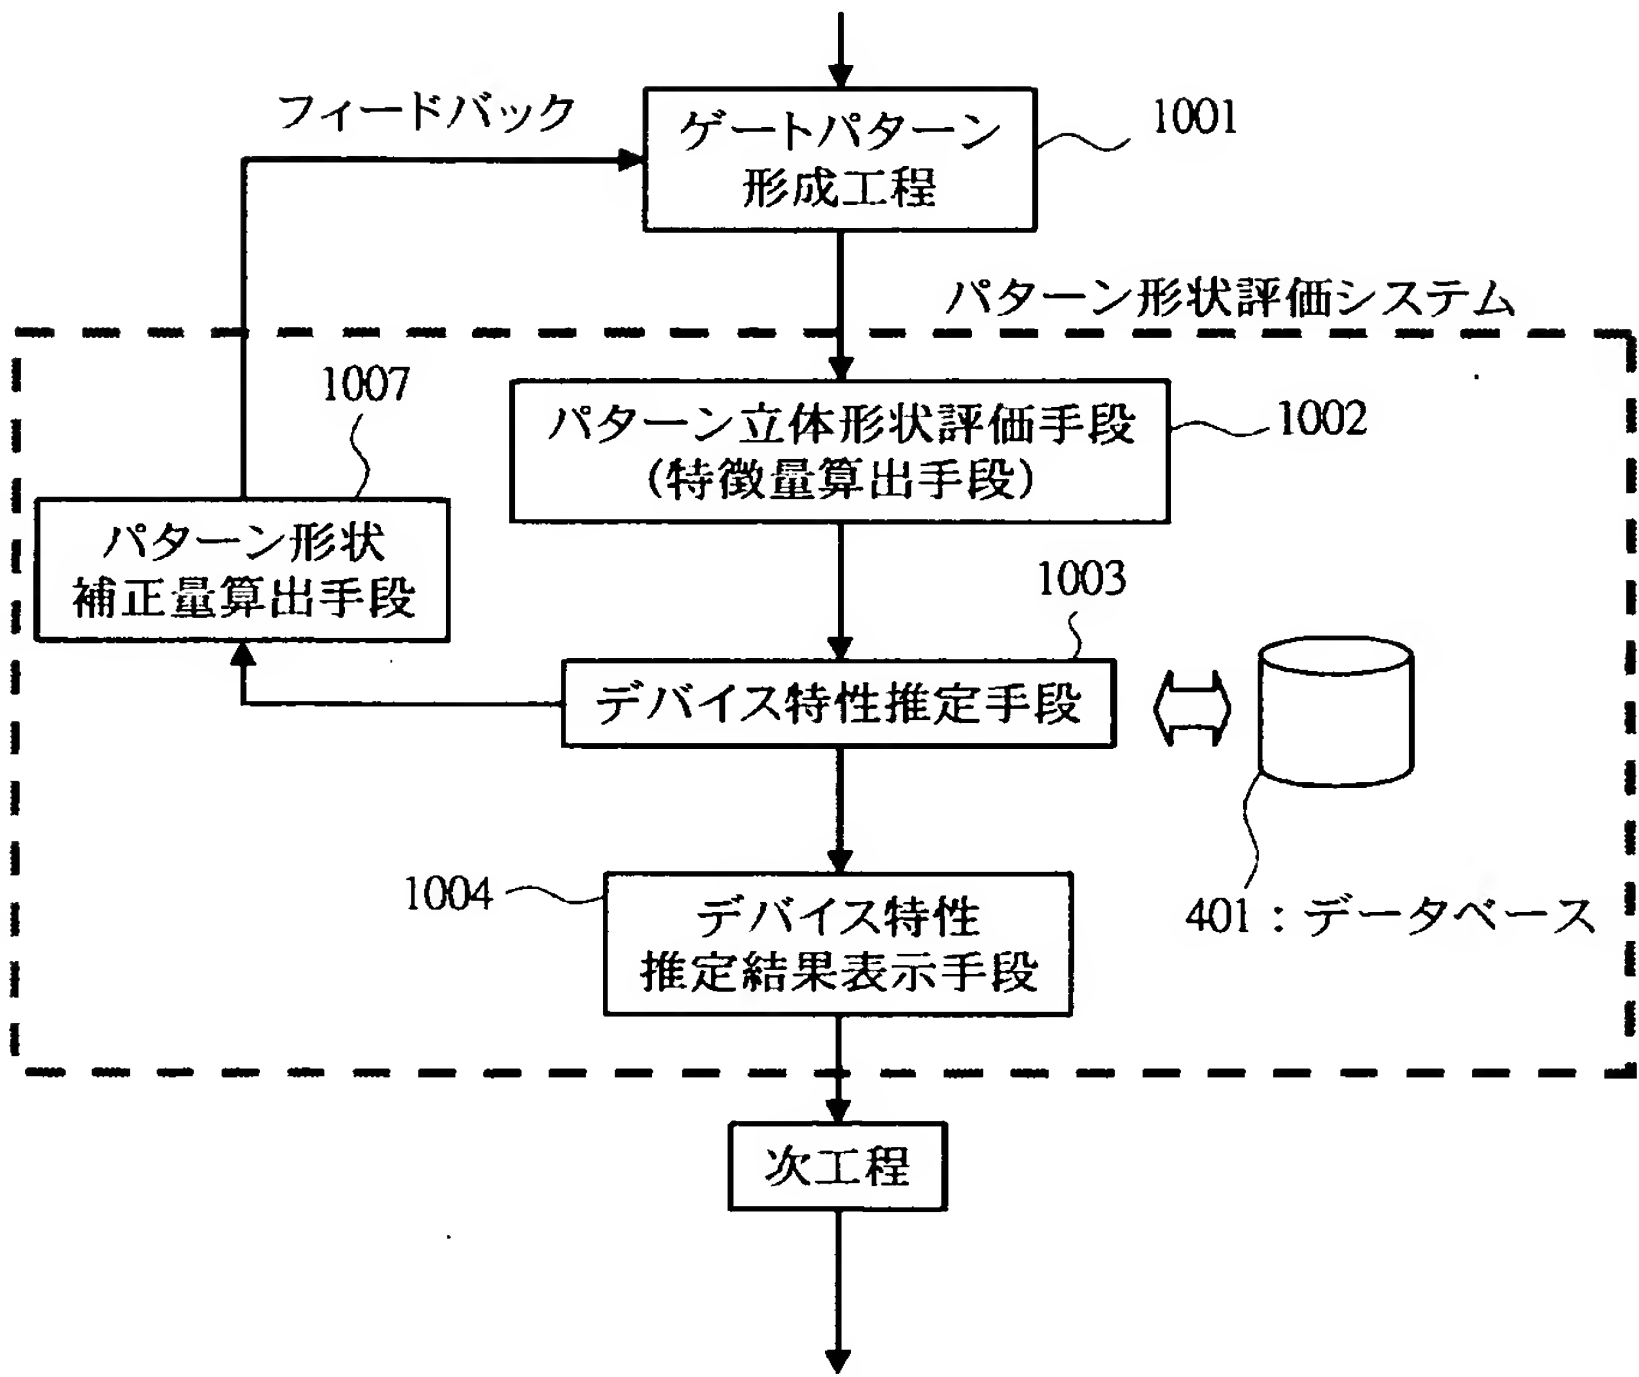 フィードバック
ゲートパターン
形成工程
1001
パターン形状評価システム
1007
パターン立体形状評価手段
(特徴量算出手段)
1002
パターン形状
補正量算出手段
1003
デバイス特性推定手段
1004
デバイス特性
推定結果表示手段
401：データベース
次工程